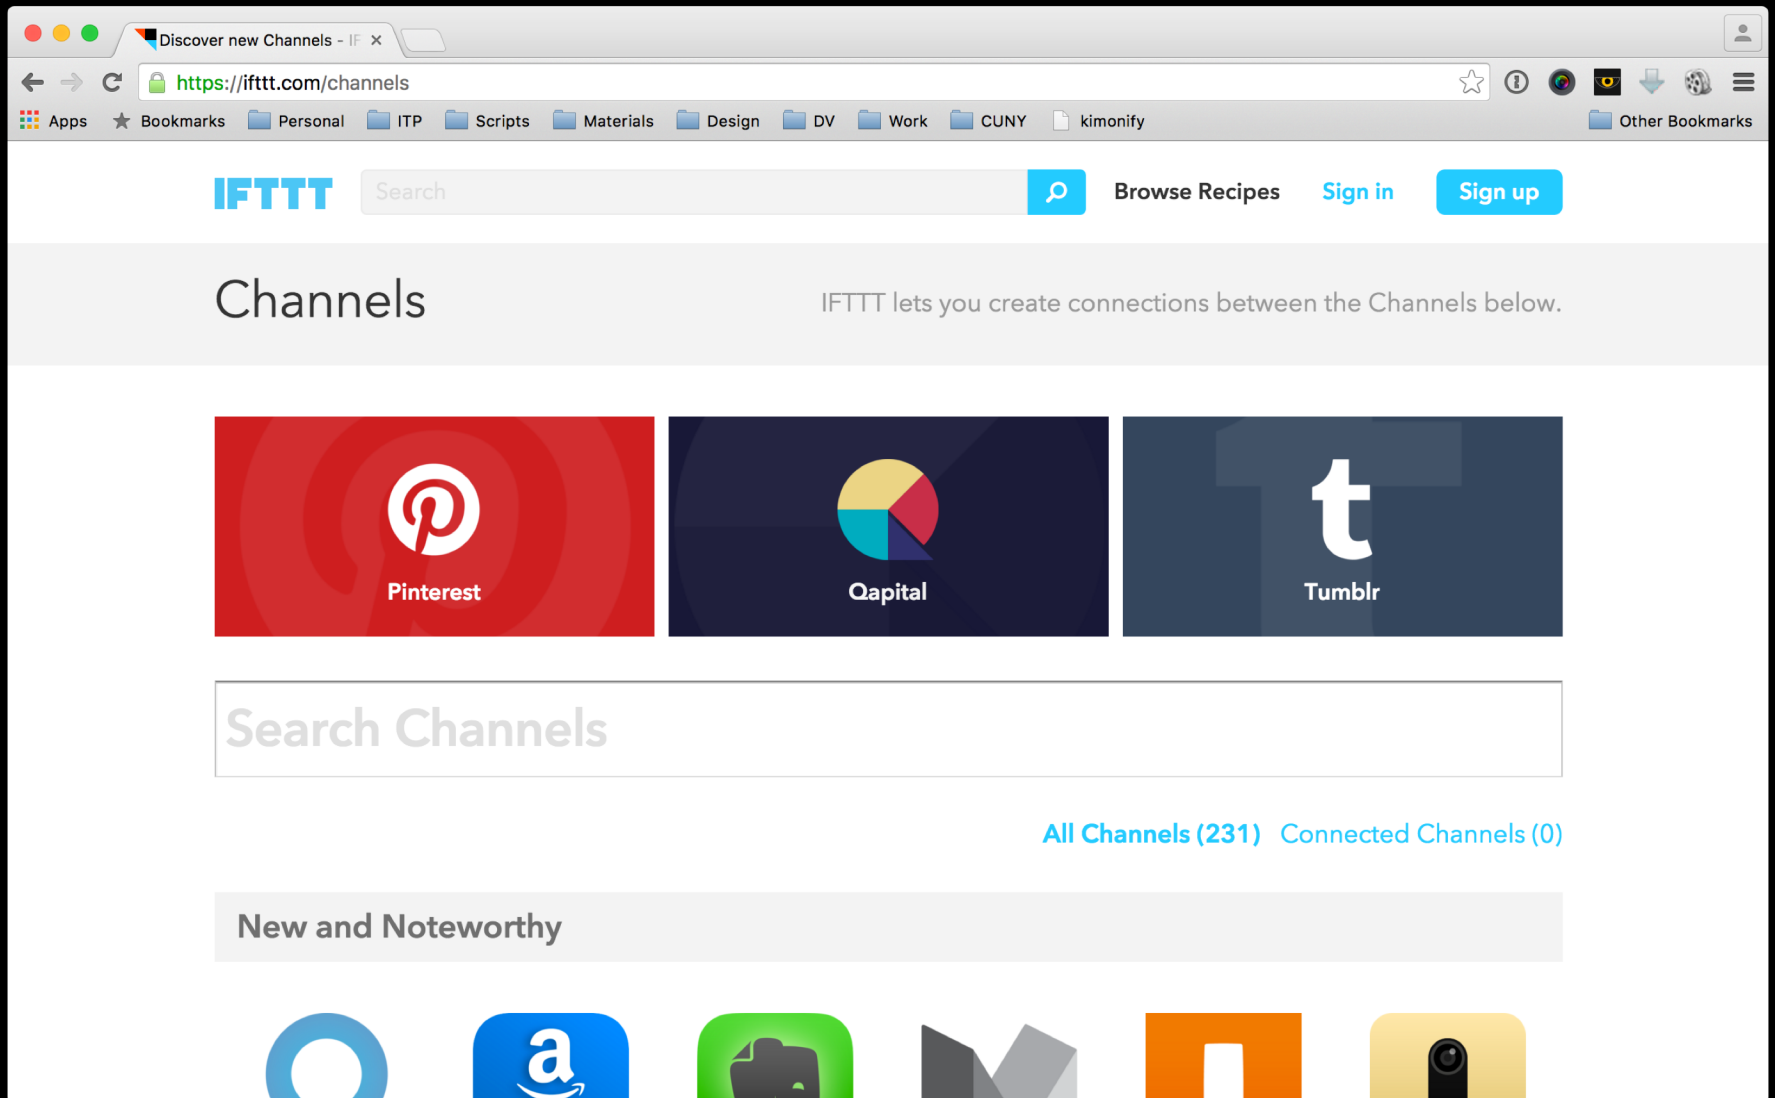 Discover new Channels - IF
https://ifttt.com/channels
Apps Bookmarks Personal ITP Scripts Materials Design DV Work CUNY kimonify Other Bookmarks
IFTTT Search Browse Recipes Sign in Sign up
Channels IFTTT lets you create connections between the Channels below.
Pinterest Qapital Tumblr
Search Channels
All Channels (231) Connected Channels (0)
New and Noteworthy